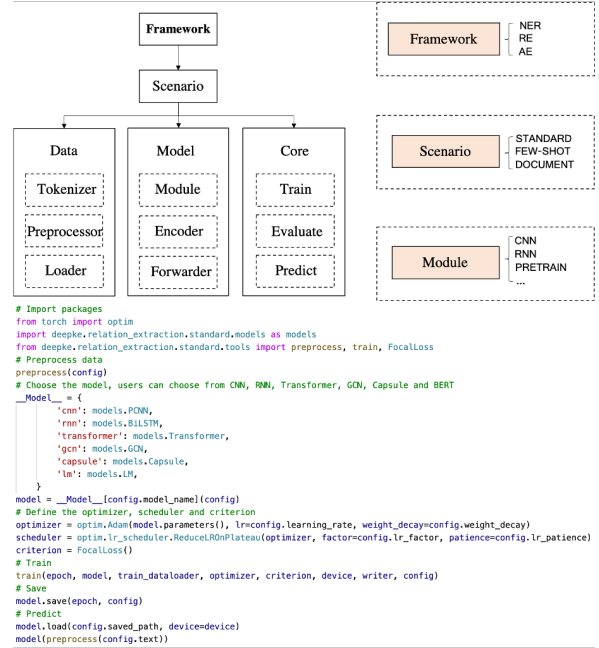 Framework
Scenario
Data
Tokenizer
Preprocessor
Loader
Model
Module
Encoder
Forwarder
Core
Train
Evaluate
Predict
Framework
NER
RE
AE
Scenario
STANDARD
FEW-SHOT
DOCUMENT
Module
CNN
RNN
PRETRAIN
...
# Import packages
from torch import optim
import deepke.relation_extraction.standard.models as models
from deepke.relation_extraction.standard.tools import preprocess, train, FocalLoss
# Preprocess data
preprocess(config)
# Choose the model, users can choose from CNN, RNN, Transformer, GCN, Capsule and BERT
__Model__ = {
'cnn': models.PCNN,
'rnn': models.BiLSTM,
'transformer': models.Transformer,
'gcn': models.GCN,
'capsule': models.Capsule,
'lm': models.LM,
}
model = __Model__[config.model_name](config)
# Define the optimizer, scheduler and criterion
optimizer = optim.Adam(model.parameters(), lr=config.learning_rate, weight_decay=config.weight_decay)
scheduler = optim.lr_scheduler.ReduceLROnPlateau(optimizer, factor=config.lr_factor, patience=config.lr_patience)
criterion = FocalLoss()
# Train
train(epoch, model, train_dataloader, optimizer, criterion, device, writer, config)
# Save
model.save(epoch, config)
# Predict
model.load(config.saved_path, device=device)
model(preprocess(config.text))